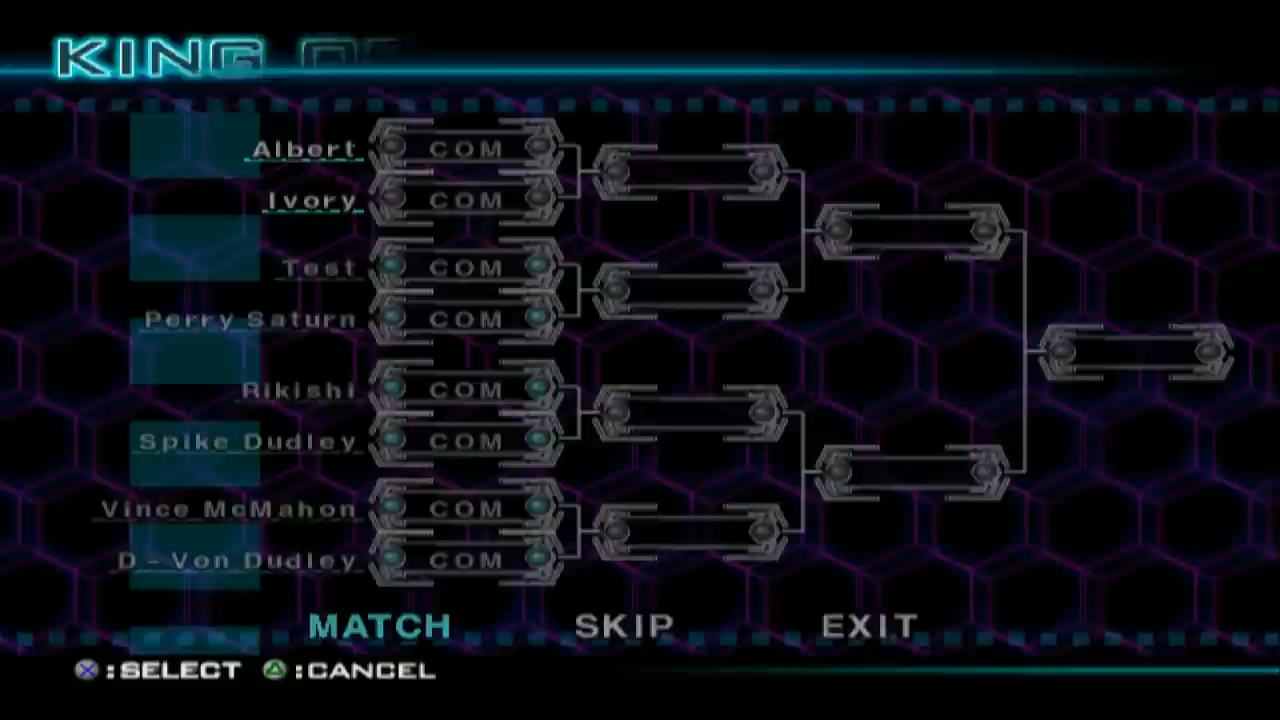 KING OF
Albert COM
Ivory COM
Test COM
Perry Saturn COM
Rikishi COM
Spike Dudley COM
Vince McMahon COM
D-Von Dudley COM
MATCH SKIP EXIT
:SELECT :CANCEL